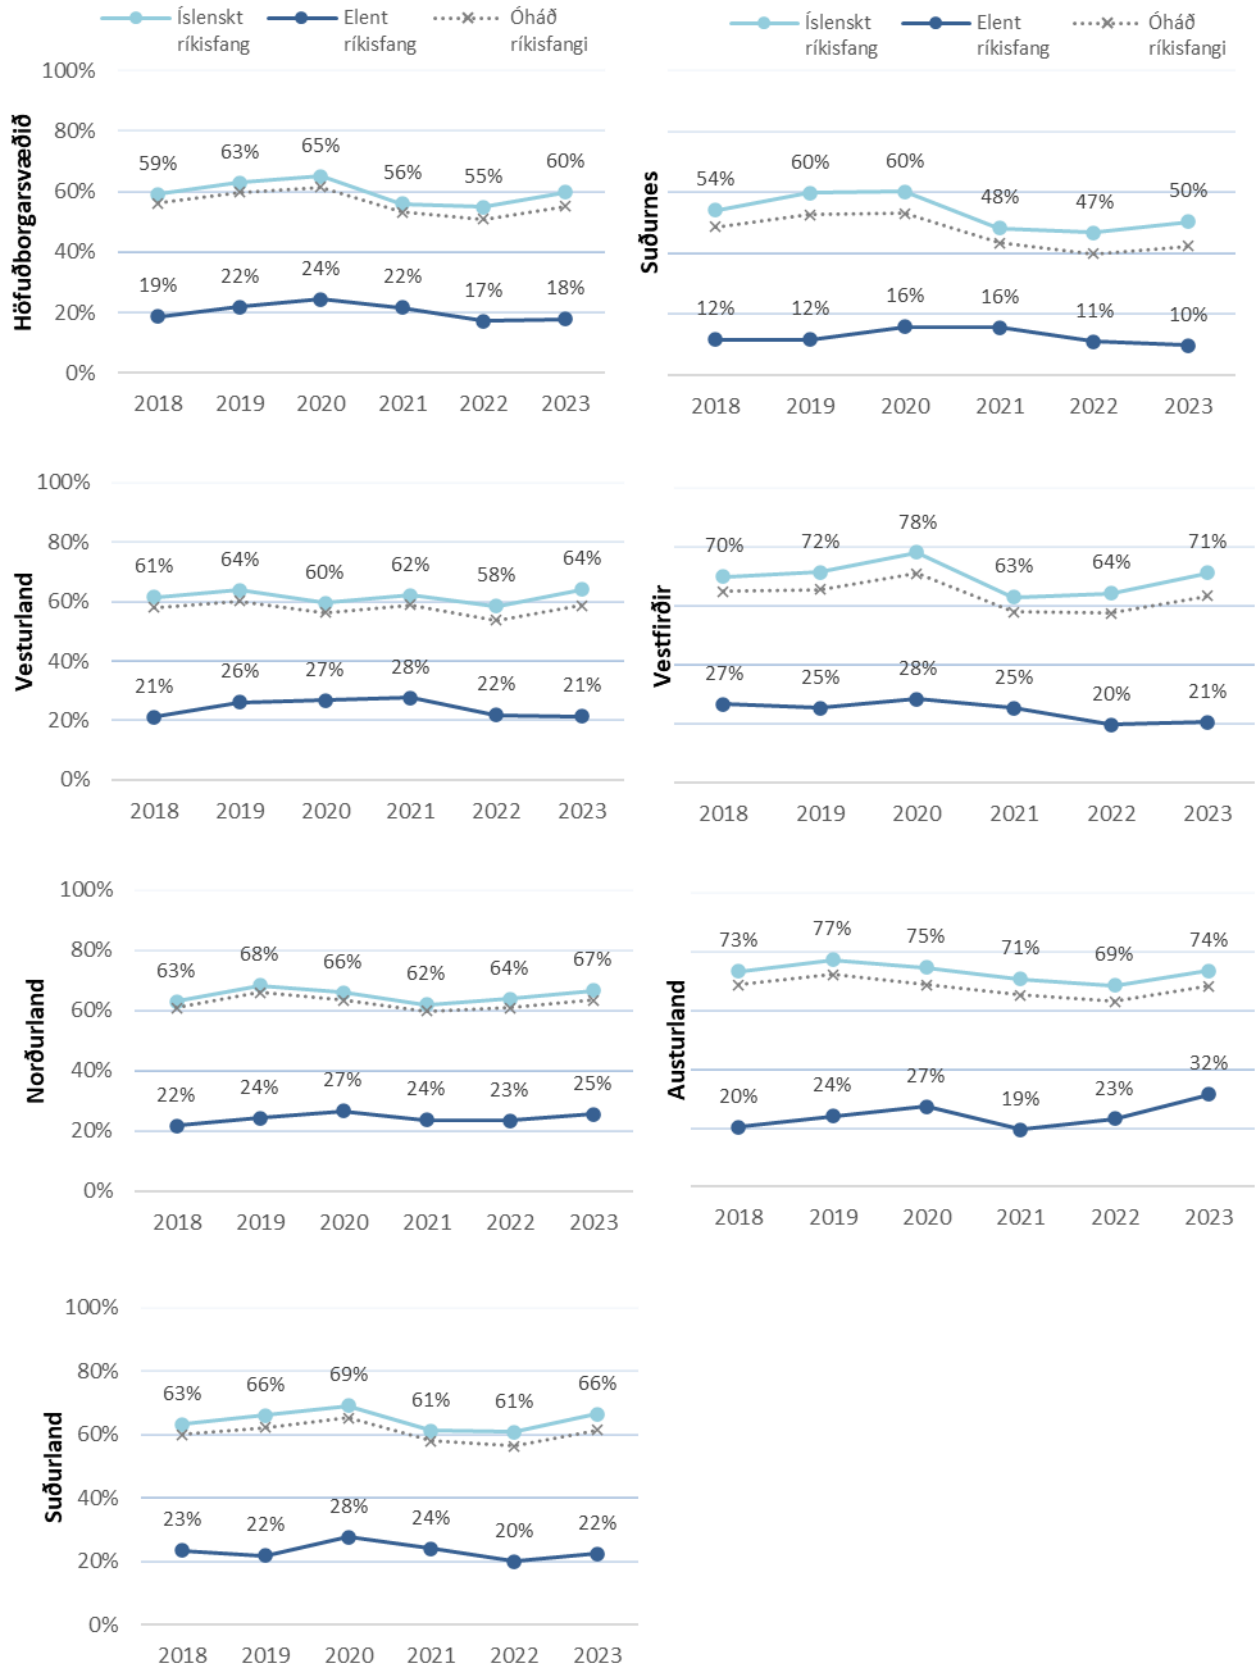 Íslenskt ríkisfang
Elent ríkisfang
Óháð ríkisfangi
Íslenskt ríkisfang
Elent ríkisfang
Óháð ríkisfangi
Höfuðborgarsvæðið
100%
80%
60%
40%
20%
0%
59% 63% 65% 56% 55% 60%
19% 22% 24% 22% 17% 18%
2018 2019 2020 2021 2022 2023
Suðurnes
54% 60% 60% 48% 47% 50%
12% 12% 16% 16% 11% 10%
2018 2019 2020 2021 2022 2023
Vesturland
100%
80%
60%
40%
20%
0%
61% 64% 60% 62% 58% 64%
21% 26% 27% 28% 22% 21%
2018 2019 2020 2021 2022 2023
Vestfirðir
70% 72% 78% 63% 64% 71%
27% 25% 28% 25% 20% 21%
2018 2019 2020 2021 2022 2023
Norðurland
100%
80%
60%
40%
20%
0%
63% 68% 66% 62% 64% 67%
22% 24% 27% 24% 23% 25%
2018 2019 2020 2021 2022 2023
Austurland
73% 77% 75% 71% 69% 74%
20% 24% 27% 19% 23% 32%
2018 2019 2020 2021 2022 2023
Suðurland
100%
80%
60%
40%
20%
0%
63% 66% 69% 61% 61% 66%
23% 22% 28% 24% 20% 22%
2018 2019 2020 2021 2022 2023